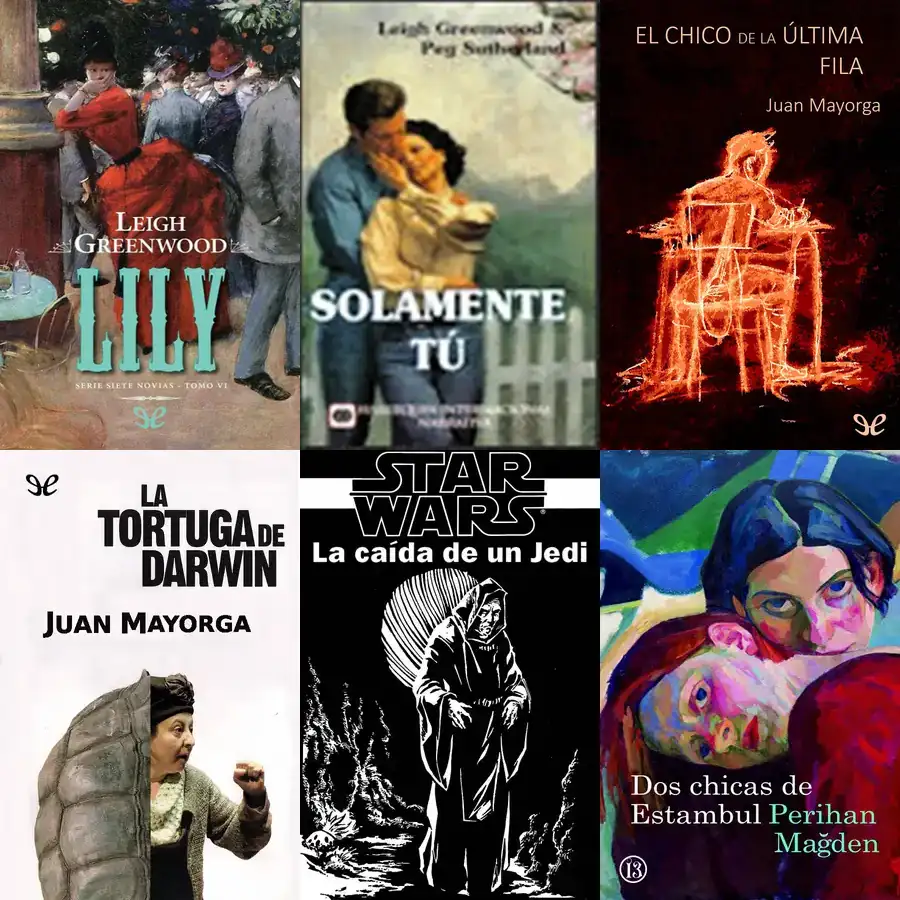 LEIGH
GREENWOOD
LILY
SERIE SIETE NOVIAS - TOMO VI
Leigh Greenwood &
Peg Sutherland
SOLAMENTE
TÚ
EL CHICO DE LA ÚLTIMA
FILA
Juan Mayorga
LA
TORTUGA DE
DARWIN
JUAN MAYORGA
STAR
WARS
La caída de un Jedi
Dos chicas de
Estambul Perihan
Mağden
13